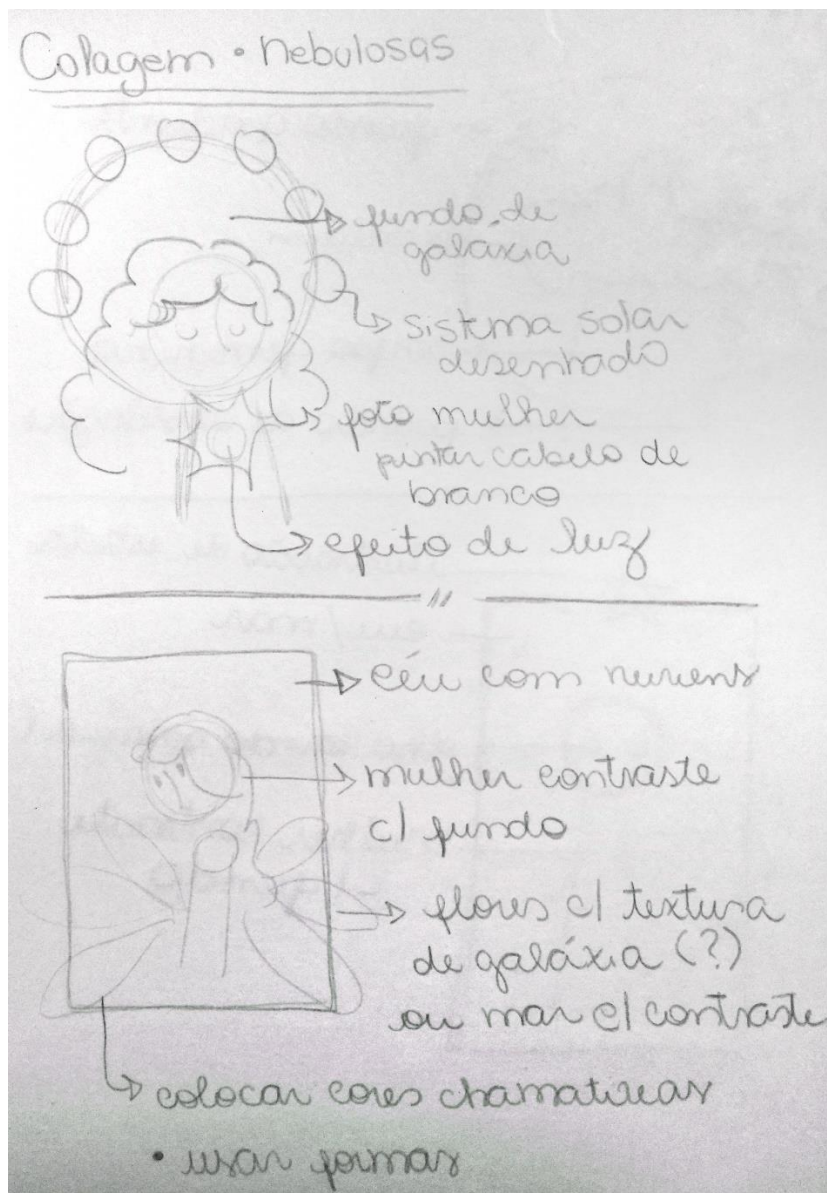 Colagem • nebulosas
fundo de
galáxia
sistema solar
desenhado
foto mulher
pintar cabelo de
branco
efeito de luz
//
céu com nuvens
mulher contraste
c/ fundo
flores c/ textura
de galáxia (?)
ou mar c/ contraste
colocar cores chamativas
• usar formas